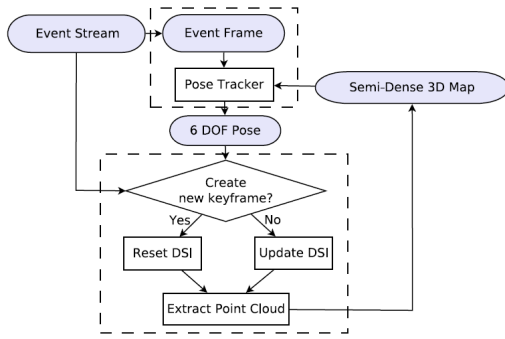 Event Stream
Event Frame
Pose Tracker
Semi-Dense 3D Map
6 DOF Pose
Create
new keyframe?
Yes
No
Reset DSI
Update DSI
Extract Point Cloud